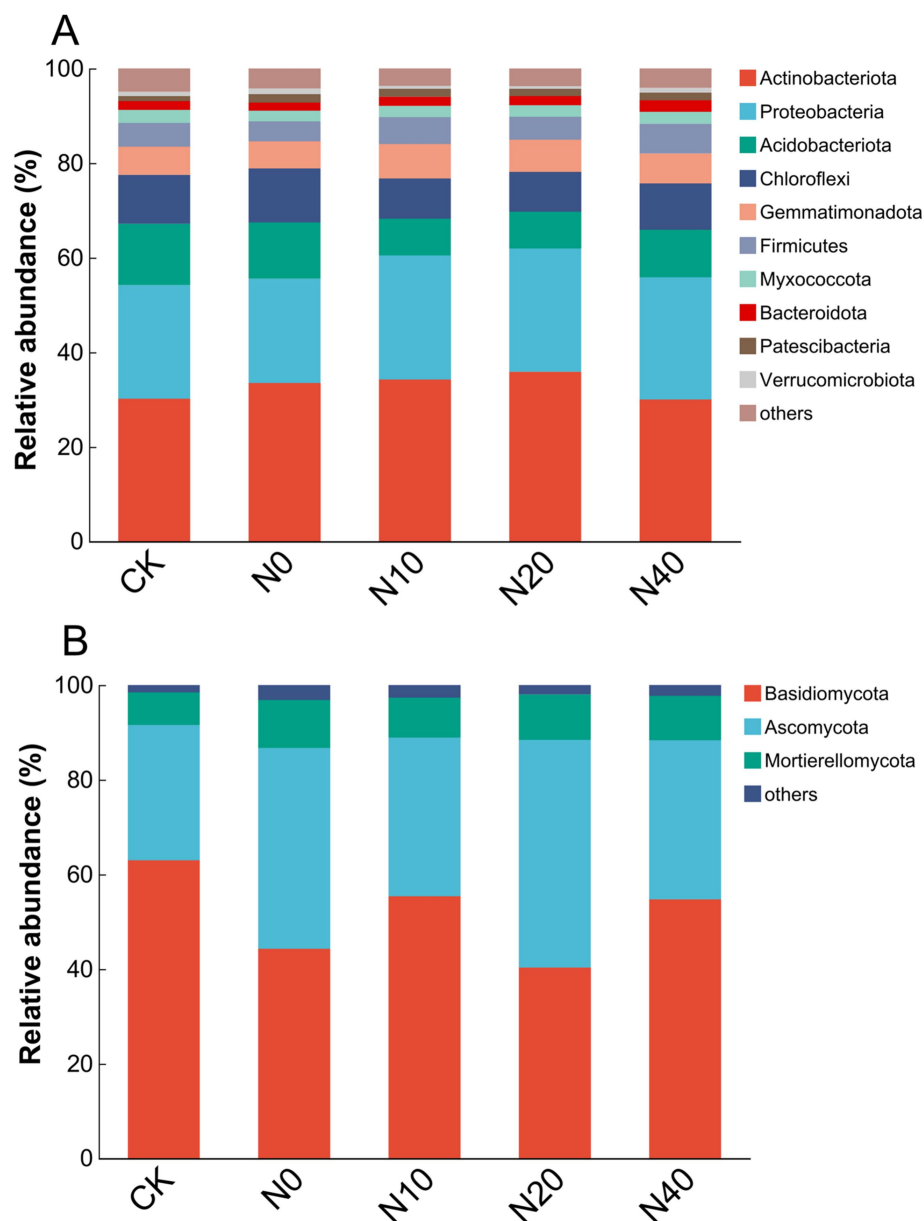 A
Relative abundance (%)
100
80
60
40
20
0
CK
N0
N10
N20
N40
Actinobacteriota
Proteobacteria
Acidobacteriota
Chloroflexi
Gemmatimonadota
Firmicutes
Myxococcota
Bacteroidota
Patescibacteria
Verrucomicrobiota
others
B
Relative abundance (%)
100
80
60
40
20
0
CK
N0
N10
N20
N40
Basidiomycota
Ascomycota
Mortierellomycota
others